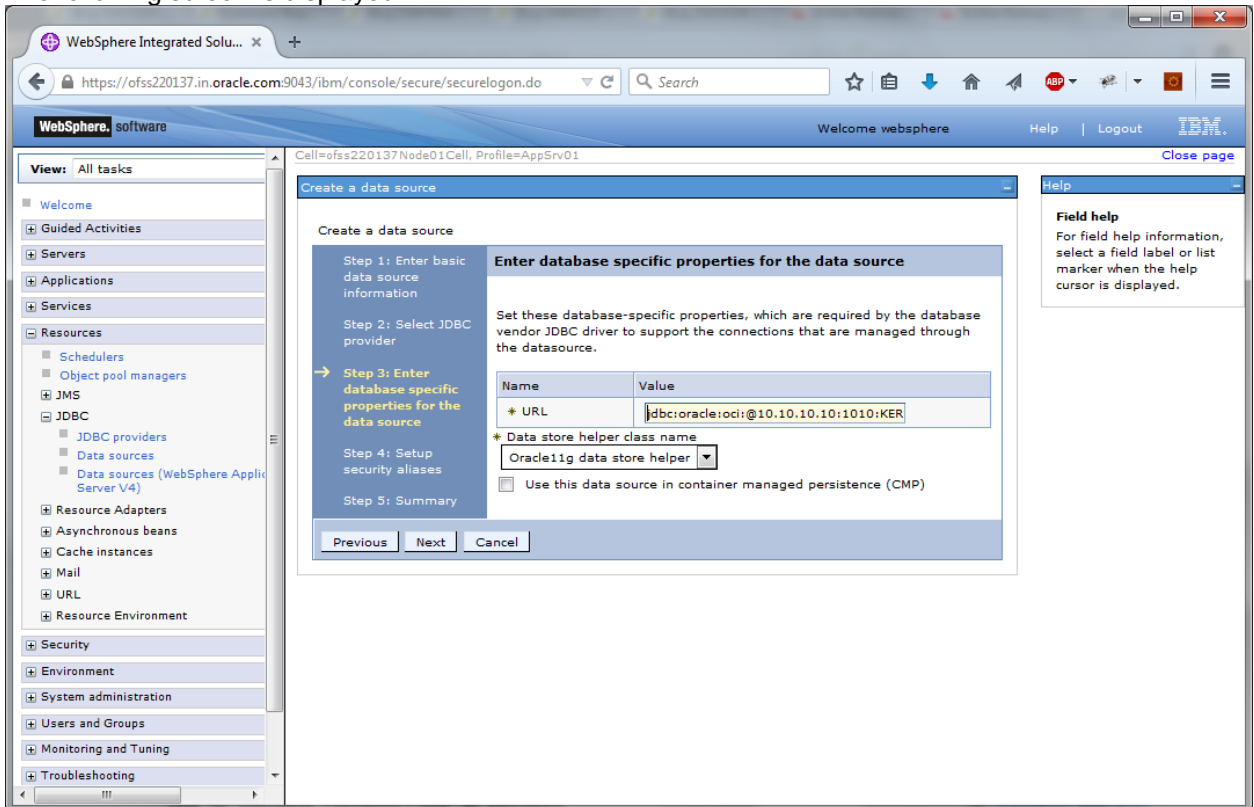 WebSphere Integrated Solu... × +
https://ofss220137.in.oracle.com:9043/ibm/console/secure/securelogon.do
Search
ABP
WebSphere. software
Welcome websphere
Help | Logout
IBM.
View: All tasks
Cell=ofss220137Node01Cell, Profile=AppSrv01
Close page
Welcome
Guided Activities
Servers
Applications
Services
Resources
Schedulers
Object pool managers
JMS
JDBC
JDBC providers
Data sources
Data sources (WebSphere Applic
Server V4)
Resource Adapters
Asynchronous beans
Cache instances
Mail
URL
Resource Environment
Security
Environment
System administration
Users and Groups
Monitoring and Tuning
Troubleshooting
Create a data source
Create a data source
Step 1: Enter basic
data source
information
Step 2: Select JDBC
provider
Step 3: Enter
database specific
properties for the
data source
Step 4: Setup
security aliases
Step 5: Summary
Enter database specific properties for the data source
Set these database-specific properties, which are required by the database
vendor JDBC driver to support the connections that are managed through
the datasource.
Name Value
* URL jdbc:oracle:oci:@10.10.10.10:1010:KER
* Data store helper class name
Oracle11g data store helper
Use this data source in container managed persistence (CMP)
Previous Next Cancel
Help
Field help
For field help information,
select a field label or list
marker when the help
cursor is displayed.